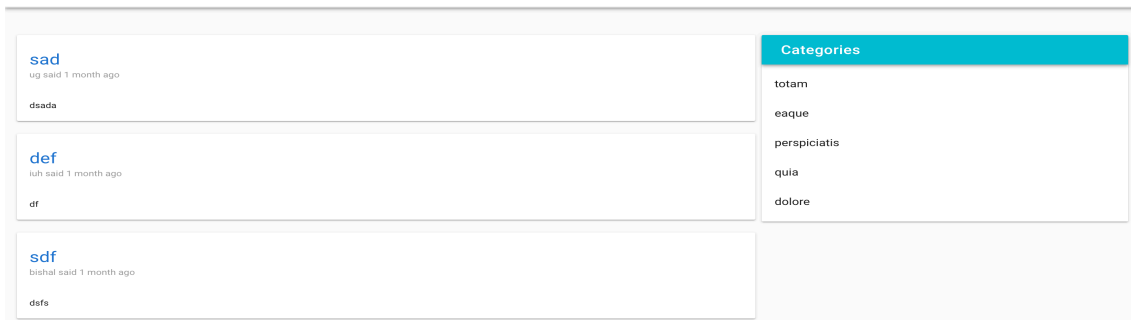 sad
ug said 1 month ago
dsada
def
iuh said 1 month ago
df
sdf
bishal said 1 month ago
dsfs
Categories
totam
eaque
perspiciatis
quia
dolore